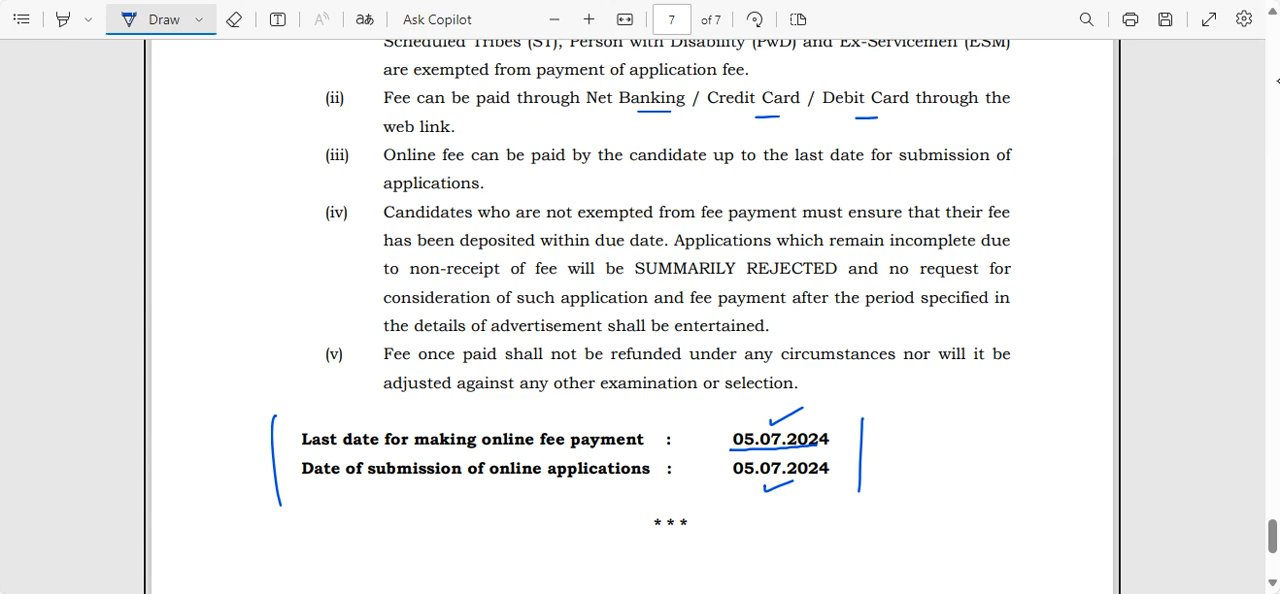 Draw
A
aあ
Ask Copilot
7
of 7
Scheduled Tribes (ST), Person with Disability (PwD) and Ex-Servicemen (ESM)
are exempted from payment of application fee.
(ii) Fee can be paid through Net Banking / Credit Card / Debit Card through the
web link.
(iii) Online fee can be paid by the candidate up to the last date for submission of
applications.
(iv) Candidates who are not exempted from fee payment must ensure that their fee
has been deposited within due date. Applications which remain incomplete due
to non-receipt of fee will be SUMMARILY REJECTED and no request for
consideration of such application and fee payment after the period specified in
the details of advertisement shall be entertained.
(v) Fee once paid shall not be refunded under any circumstances nor will it be
adjusted against any other examination or selection.
Last date for making online fee payment : 05.07.2024
Date of submission of online applications : 05.07.2024
* * *